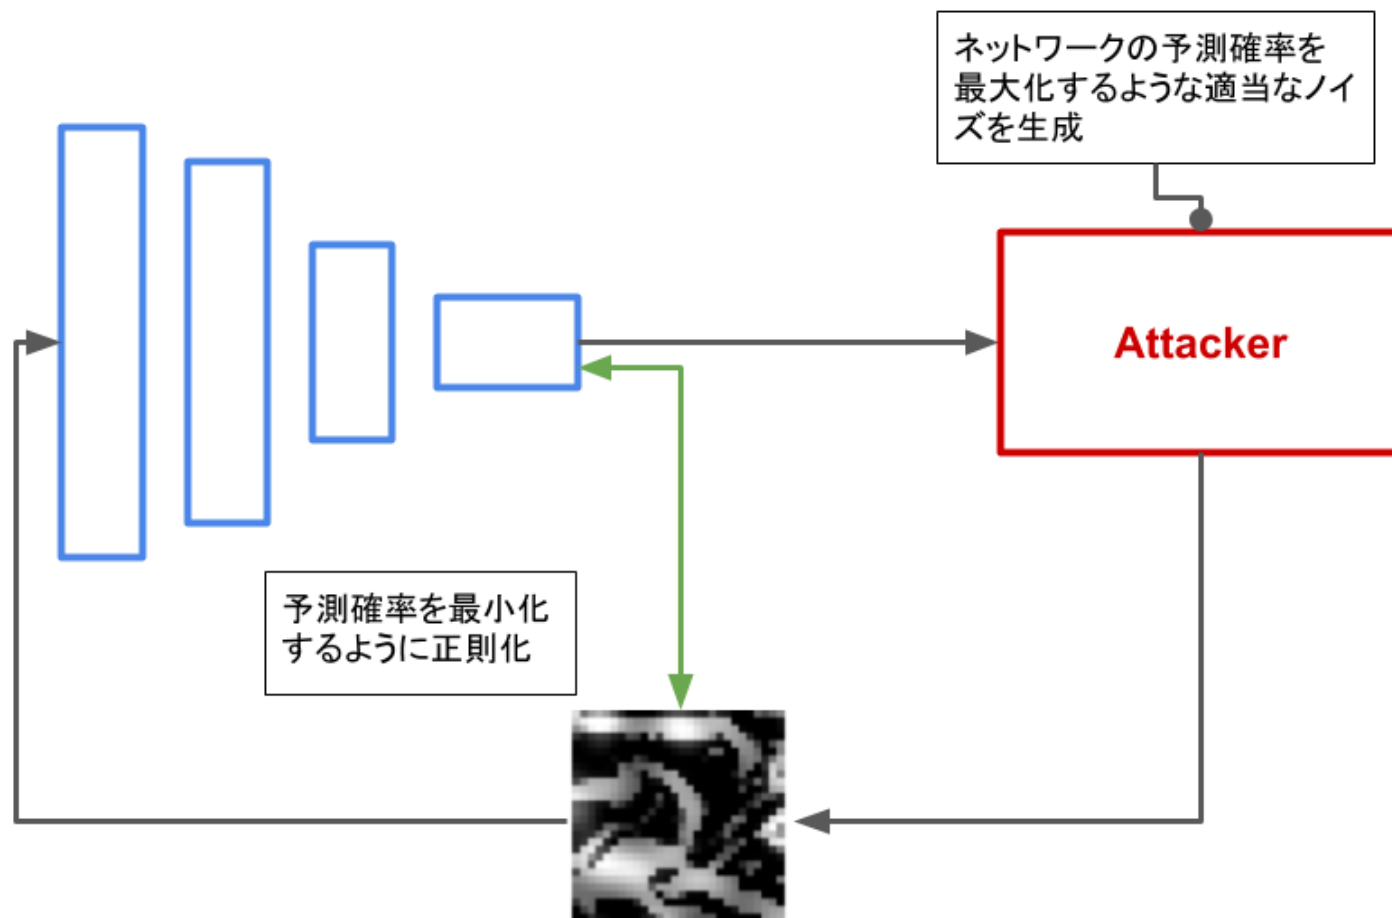 ネットワークの予測確率を
最大化するような適当なノイ
ズを生成
Attacker
予測確率を最小化
するように正則化